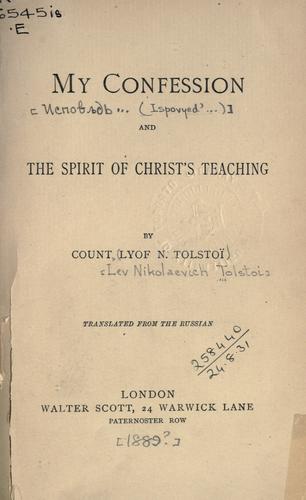 6545is
.E
MY CONFESSION
[Исповѣдь... (Ispovyed'...)]
AND
THE SPIRIT OF CHRIST'S TEACHING
BY
COUNT (LYOF N. TOLSTOÏ)
[Lev Nikolaevich Tolstoi]
TRANSLATED FROM THE RUSSIAN
258440
24.8.31
LONDON
WALTER SCOTT, 24 WARWICK LANE
PATERNOSTER ROW
[1889?]